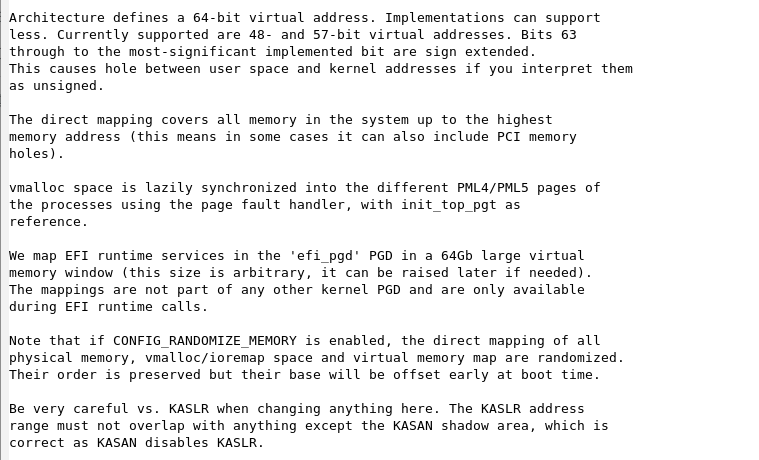 Architecture defines a 64-bit virtual address. Implementations can support
less. Currently supported are 48- and 57-bit virtual addresses. Bits 63
through to the most-significant implemented bit are sign extended.
This causes hole between user space and kernel addresses if you interpret them
as unsigned.

The direct mapping covers all memory in the system up to the highest
memory address (this means in some cases it can also include PCI memory
holes).

vmalloc space is lazily synchronized into the different PML4/PML5 pages of
the processes using the page fault handler, with init_top_pgt as
reference.

We map EFI runtime services in the 'efi_pgd' PGD in a 64Gb large virtual
memory window (this size is arbitrary, it can be raised later if needed).
The mappings are not part of any other kernel PGD and are only available
during EFI runtime calls.

Note that if CONFIG_RANDOMIZE_MEMORY is enabled, the direct mapping of all
physical memory, vmalloc/ioremap space and virtual memory map are randomized.
Their order is preserved but their base will be offset early at boot time.

Be very careful vs. KASLR when changing anything here. The KASLR address
range must not overlap with anything except the KASAN shadow area, which is
correct as KASAN disables KASLR.